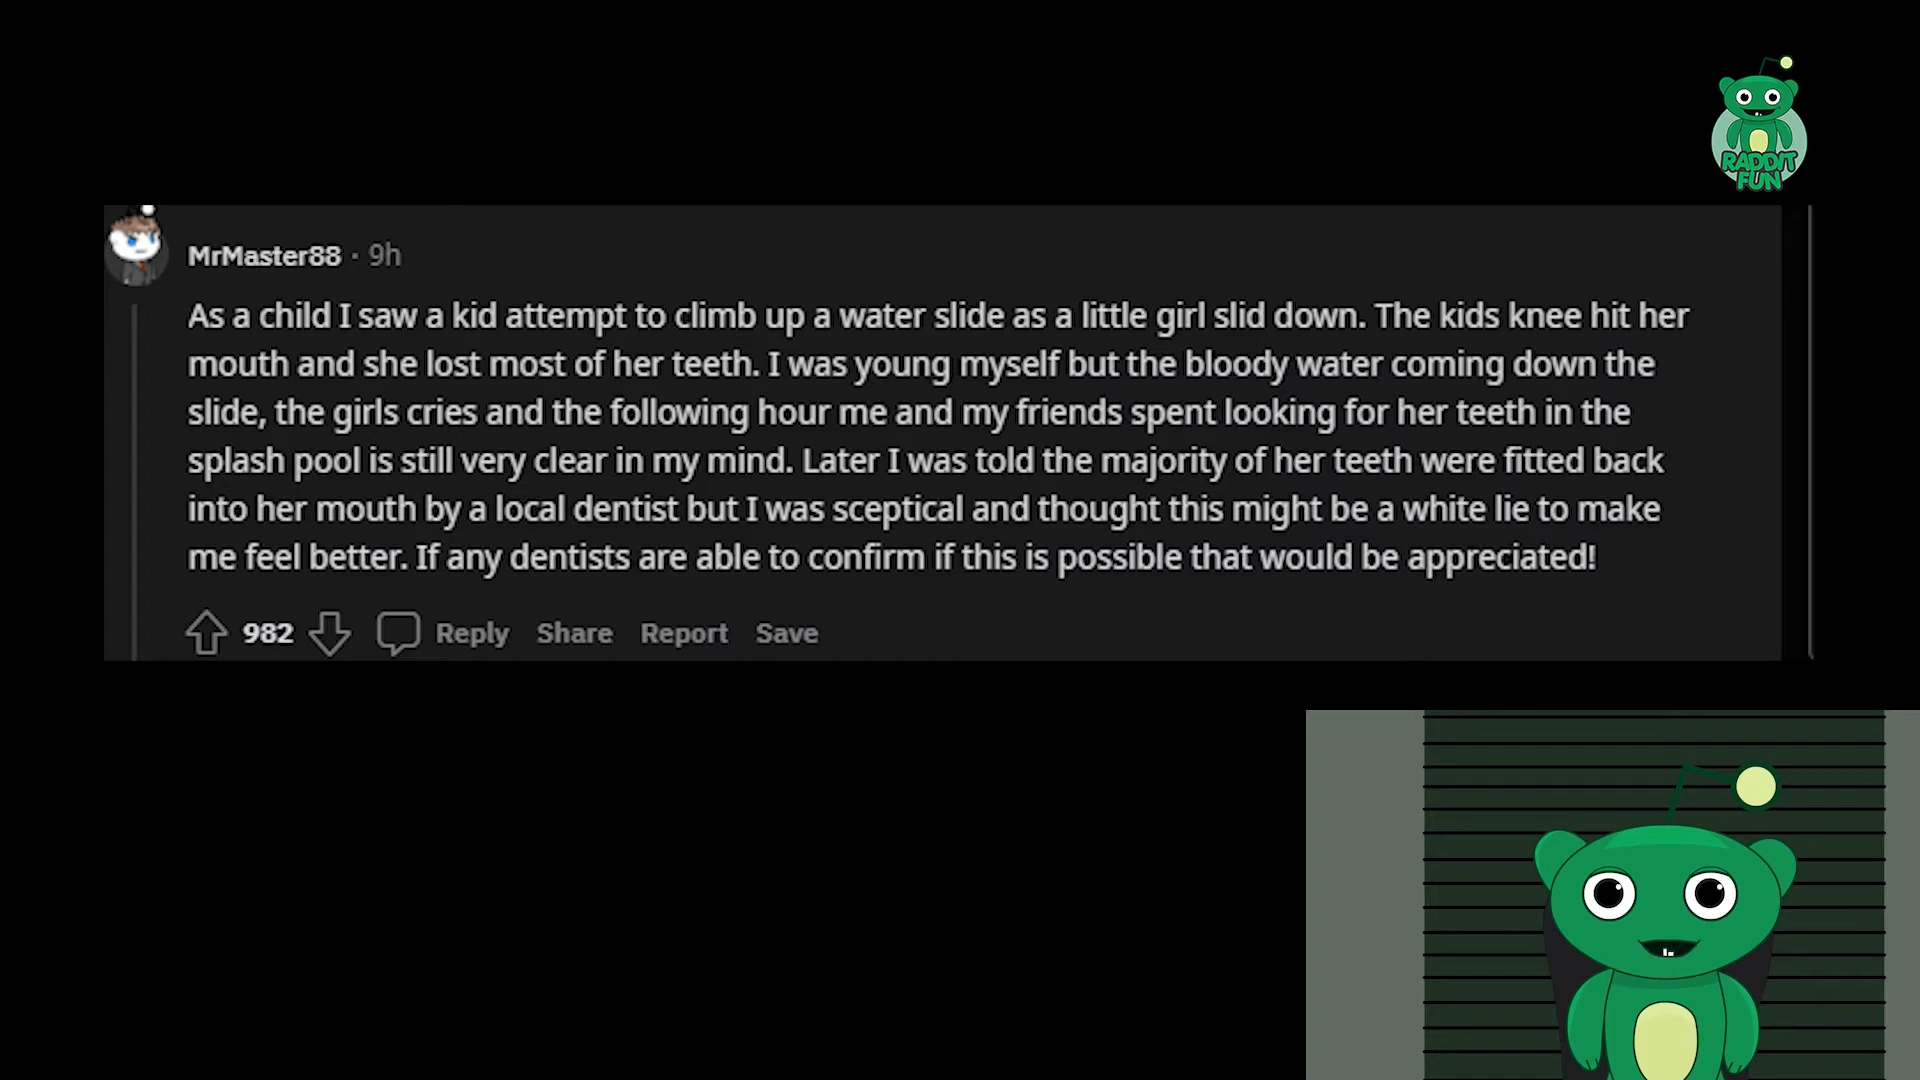 RADDIT
FUN
MrMaster88 · 9h
As a child I saw a kid attempt to climb up a water slide as a little girl slid down. The kids knee hit her
mouth and she lost most of her teeth. I was young myself but the bloody water coming down the
slide, the girls cries and the following hour me and my friends spent looking for her teeth in the
splash pool is still very clear in my mind. Later I was told the majority of her teeth were fitted back
into her mouth by a local dentist but I was sceptical and thought this might be a white lie to make
me feel better. If any dentists are able to confirm if this is possible that would be appreciated!
982 Reply Share Report Save